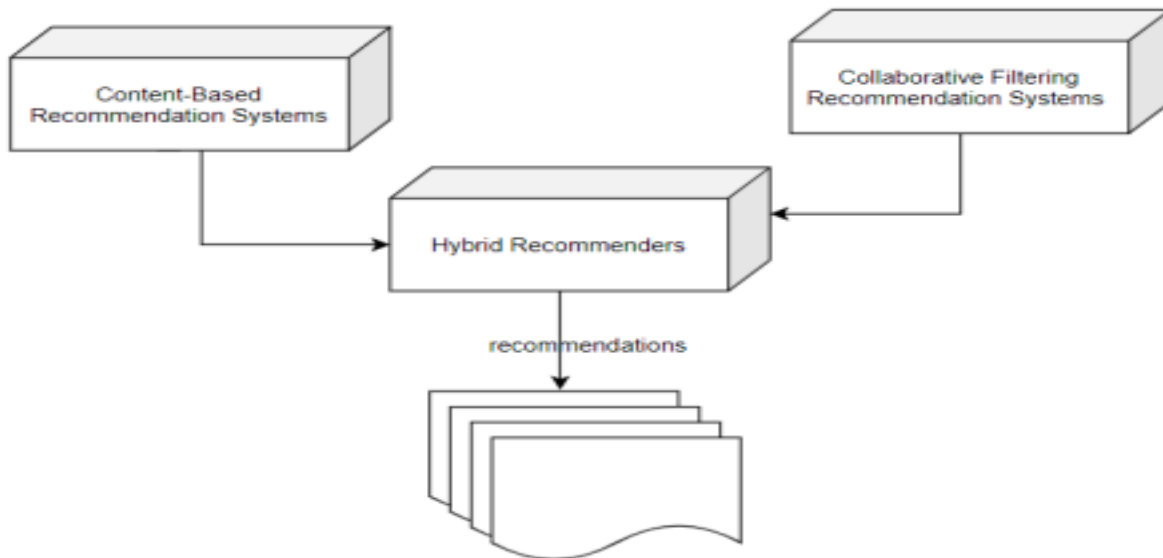 Content-Based
Recommendation Systems
Collaborative Filtering
Recommendation Systems
Hybrid Recommenders
recommendations